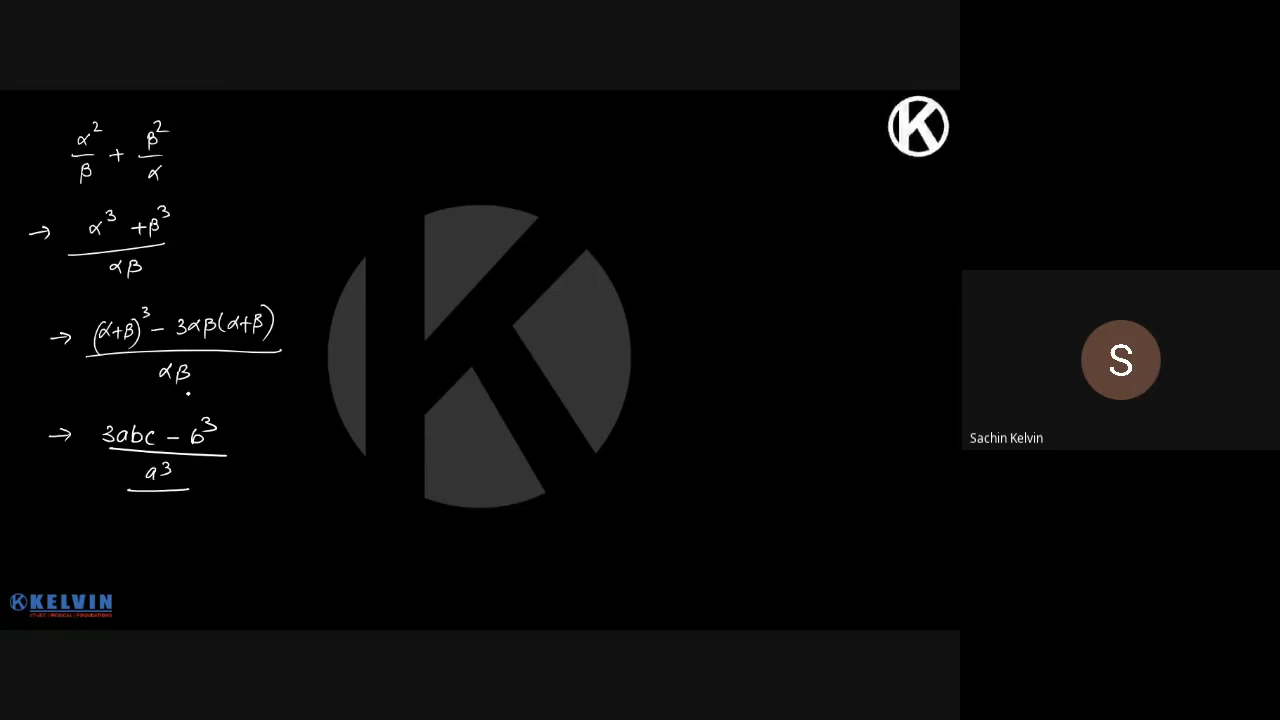 α²/β + β²/α
→ α³ + β³ / αβ
→ (α+β)³ - 3αβ(α+β) / αβ
→ 3abc - b³ / a³
K
S
Sachin Kelvin
KELVIN